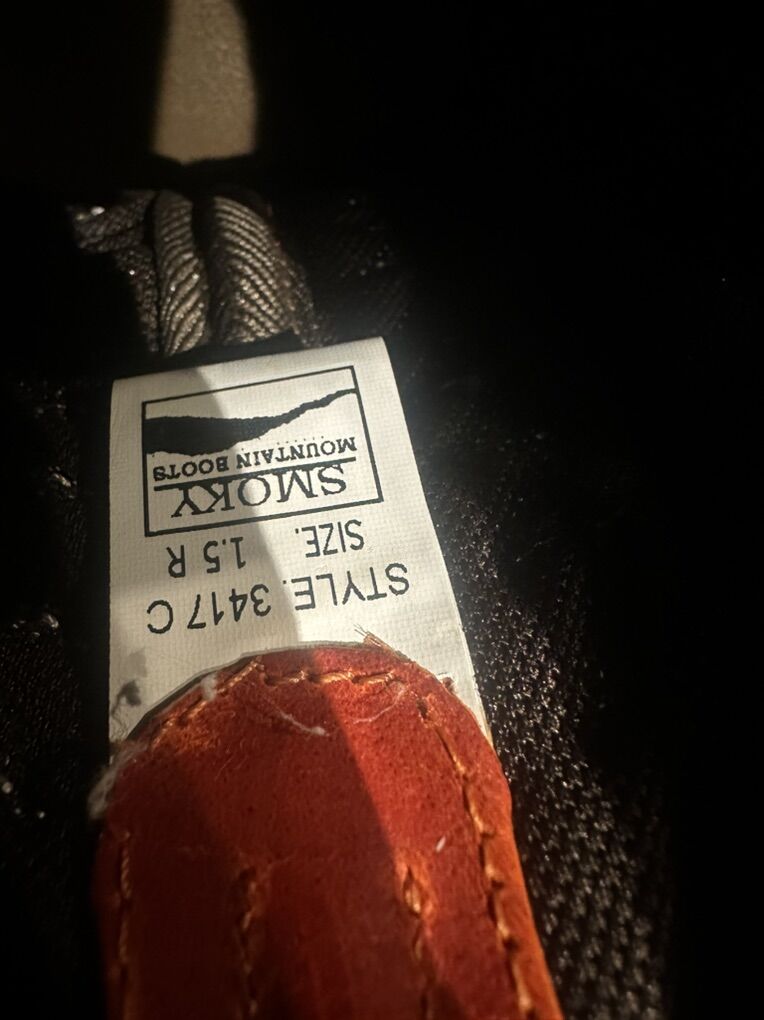 STYLE. 3417 C
SIZE. 1.5 R
SMOKY
MOUNTAIN BOOTS